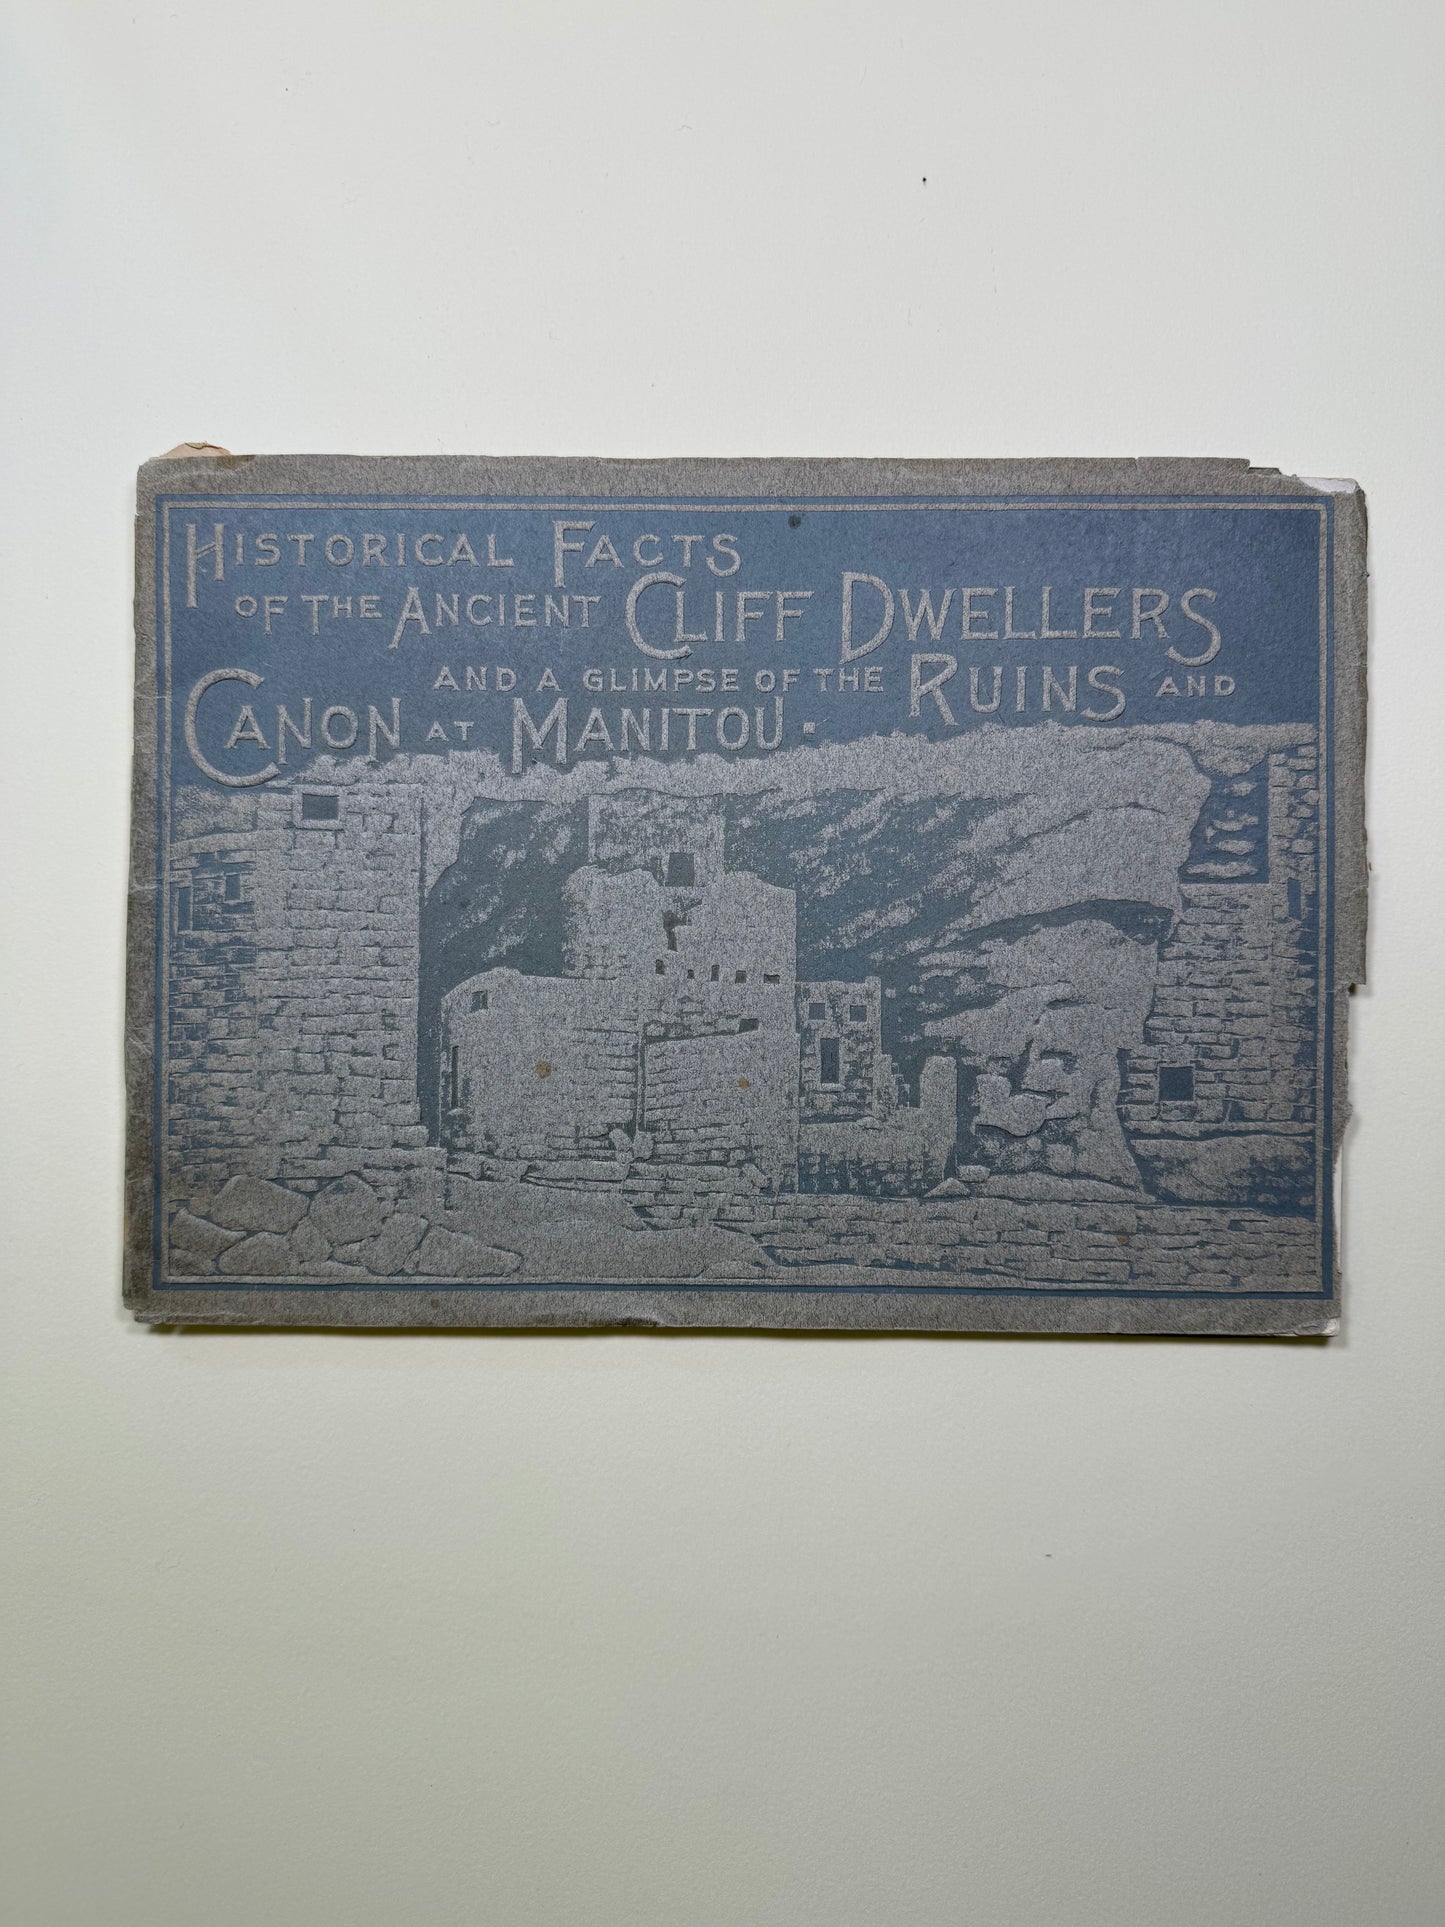 HISTORICAL FACTS
OF THE ANCIENT CLIFF DWELLERS
AND A GLIMPSE OF THE RUINS AND
CANON AT MANITOU.